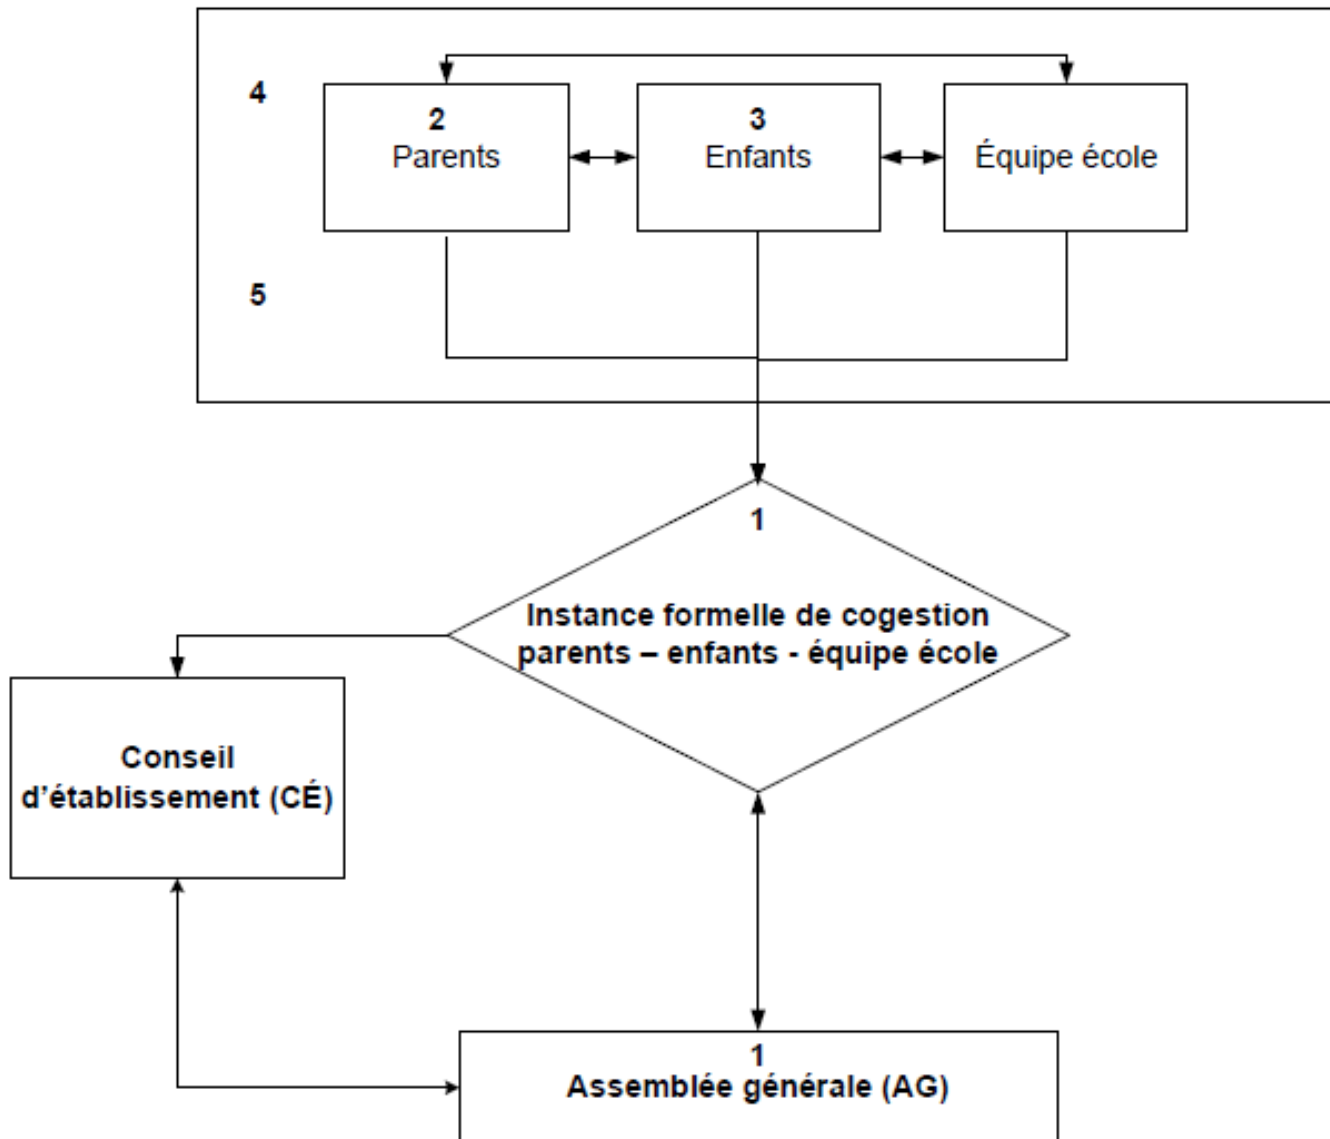 4
2
Parents
3
Enfants
Équipe école
5
1
Instance formelle de cogestion
parents – enfants - équipe école
Conseil
d'établissement (CÉ)
1
Assemblée générale (AG)